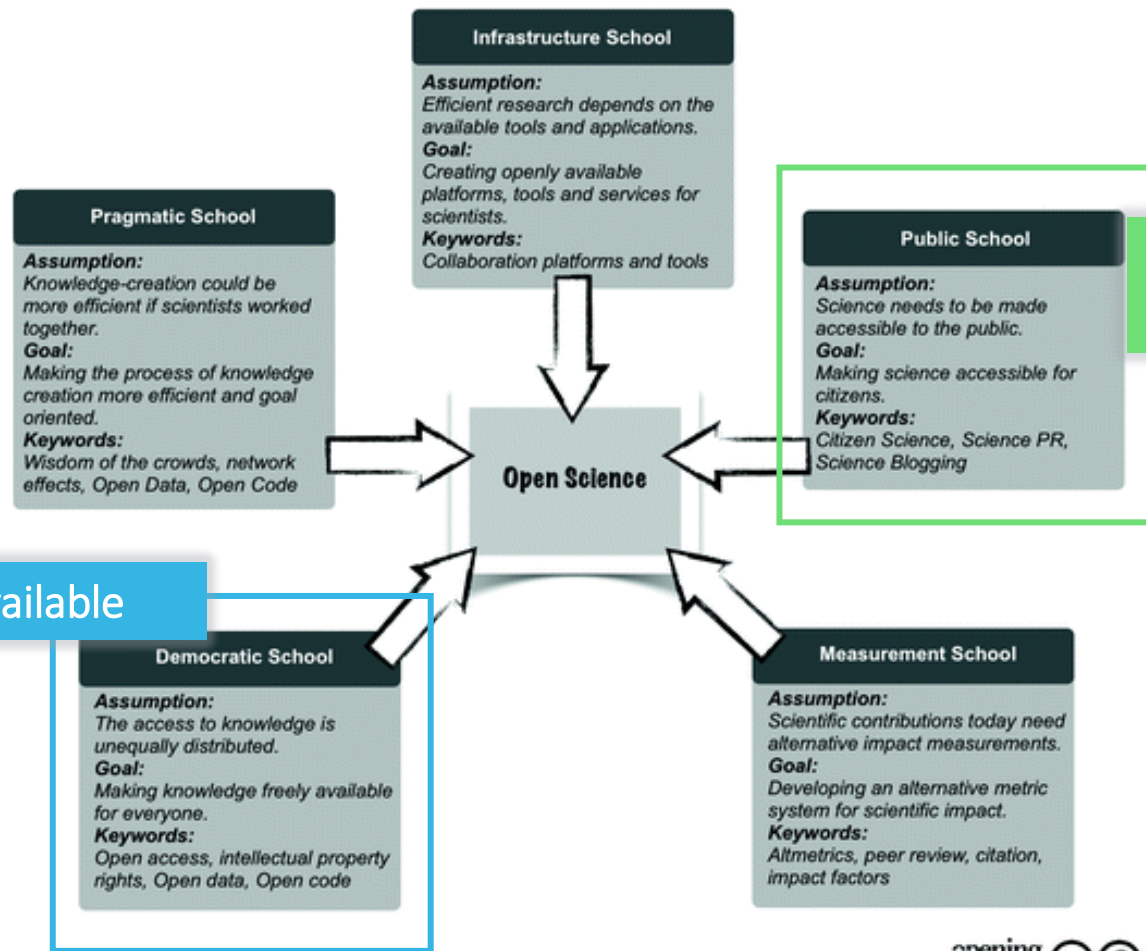 Infrastructure School
Assumption:
Efficient research depends on the
available tools and applications.
Goal:
Creating openly available
platforms, tools and services for
scientists.
Keywords:
Collaboration platforms and tools
Pragmatic School
Assumption:
Knowledge-creation could be
more efficient if scientists worked
together.
Goal:
Making the process of knowledge
creation more efficient and goal
oriented.
Keywords:
Wisdom of the crowds, network
effects, Open Data, Open Code
Public School
Assumption:
Science needs to be made
accessible to the public.
Goal:
Making science accessible for
citizens.
Keywords:
Citizen Science, Science PR,
Science Blogging
Open Science
Democratic School
Assumption:
The access to knowledge is
unequally distributed.
Goal:
Making knowledge freely available
for everyone.
Keywords:
Open access, intellectual property
rights, Open data, Open code
Measurement School
Assumption:
Scientific contributions today need
alternative impact measurements.
Goal:
Developing an alternative metric
system for scientific impact.
Keywords:
Altmetrics, peer review, citation,
impact factors
opening